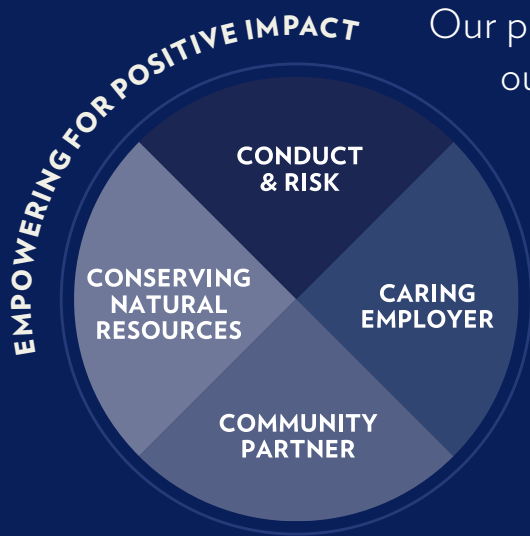 EMPOWERING FOR POSITIVE IMPACT
Our p
ou
CONDUCT
& RISK
CONSERVING
NATURAL
RESOURCES
CARING
EMPLOYER
COMMUNITY
PARTNER